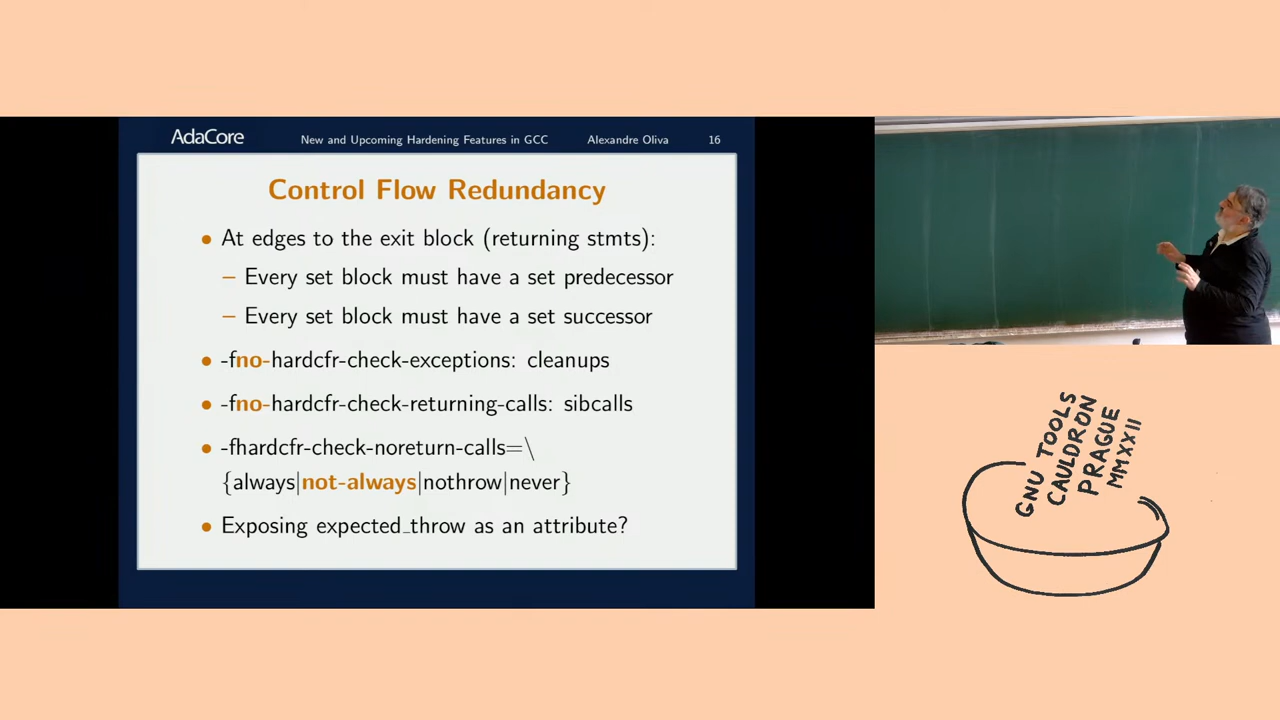 AdaCore New and Upcoming Hardening Features in GCC Alexandre Oliva 16
Control Flow Redundancy
• At edges to the exit block (returning stmts):
– Every set block must have a set predecessor
– Every set block must have a set successor
• -fno-hardcfr-check-exceptions: cleanups
• -fno-hardcfr-check-returning-calls: sibcalls
• -fhardcfr-check-noreturn-calls=\
{always|not-always|nothrow|never}
• Exposing expected_throw as an attribute?
GNU TOOLS
CAULDRON
PRAGUE
MMXXII